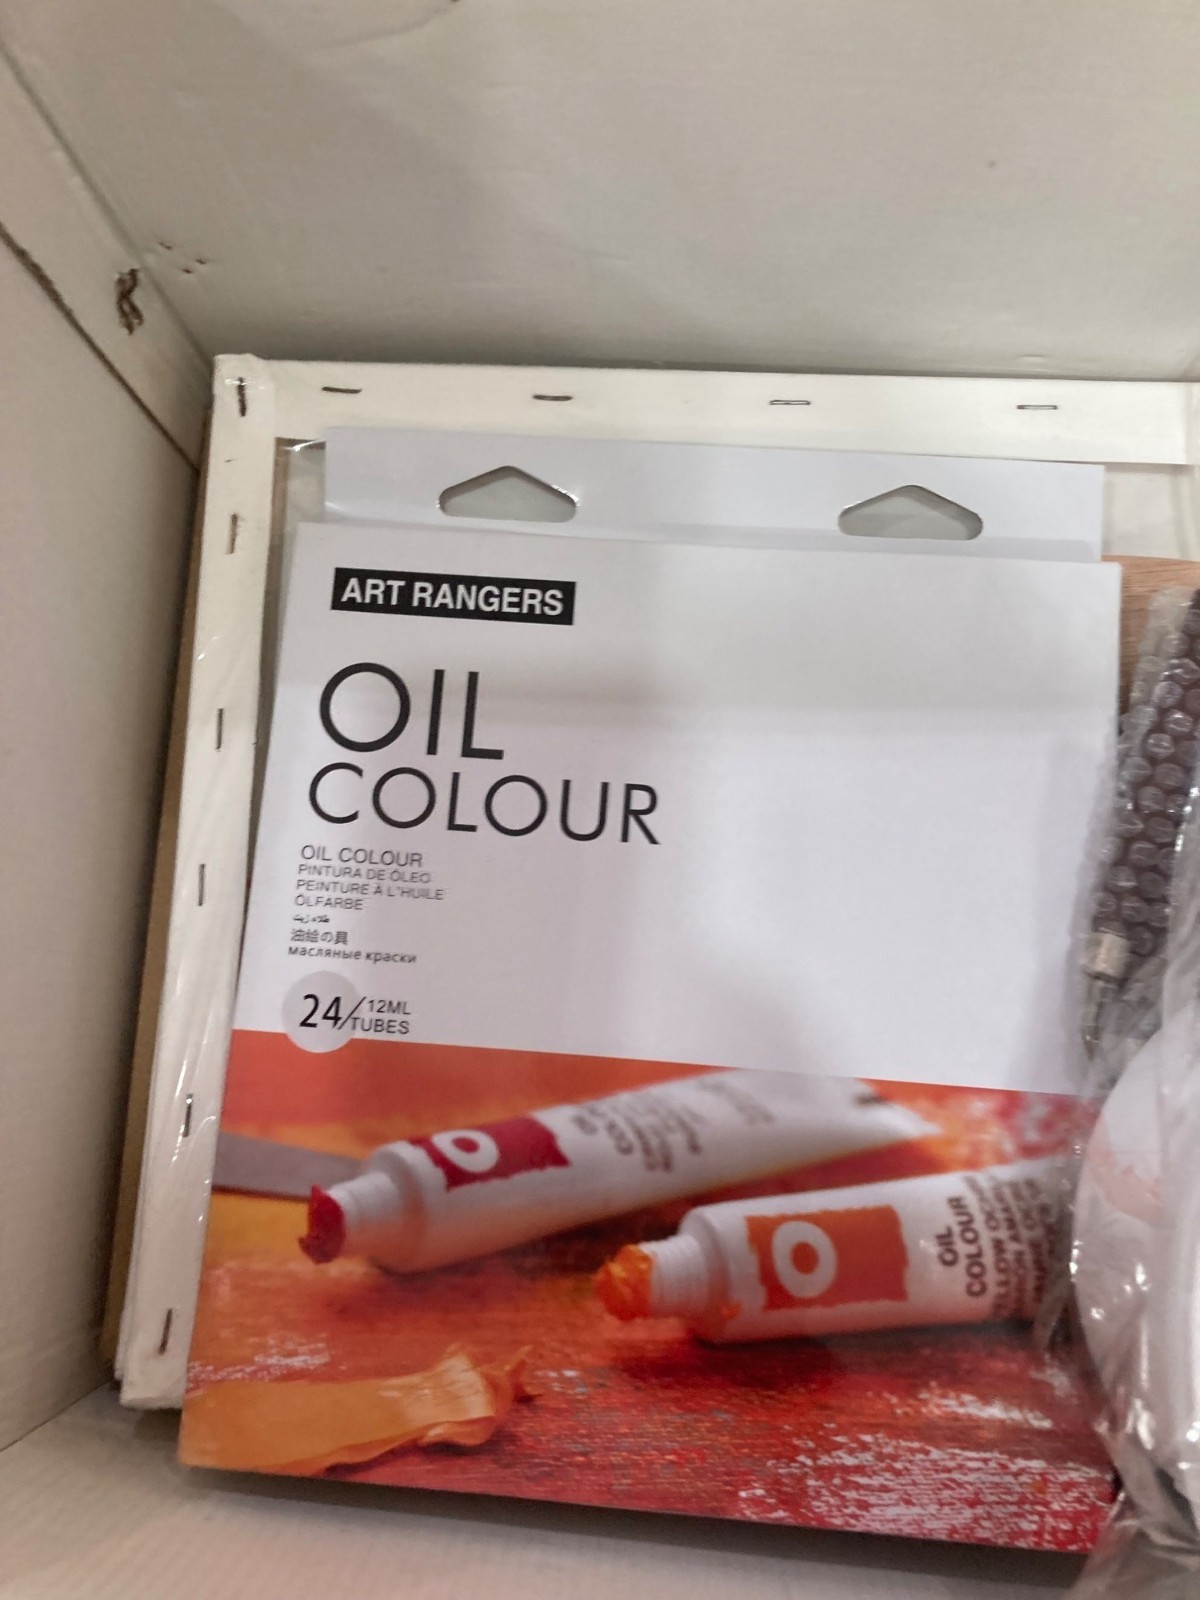 ART RANGERS
OIL
COLOUR
OIL COLOUR
PINTURA DE ÓLEO
PEINTURE À L'HUILE
ÖLFARBE
油絵の具
масляные краски
24/12ML
TUBES
OIL
COLOUR